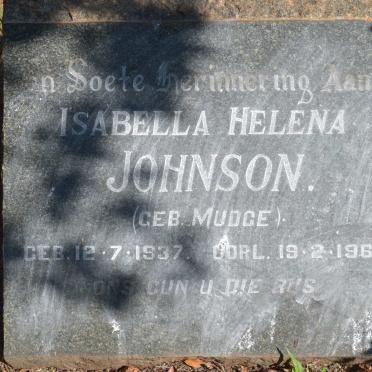 In Soete Herinnering Aan
ISABELLA HELENA
JOHNSON.
(GEB. MUDGE).
GEB. 12·7·1937. OORL. 19·2·196
ONS GUN U DIE RUS